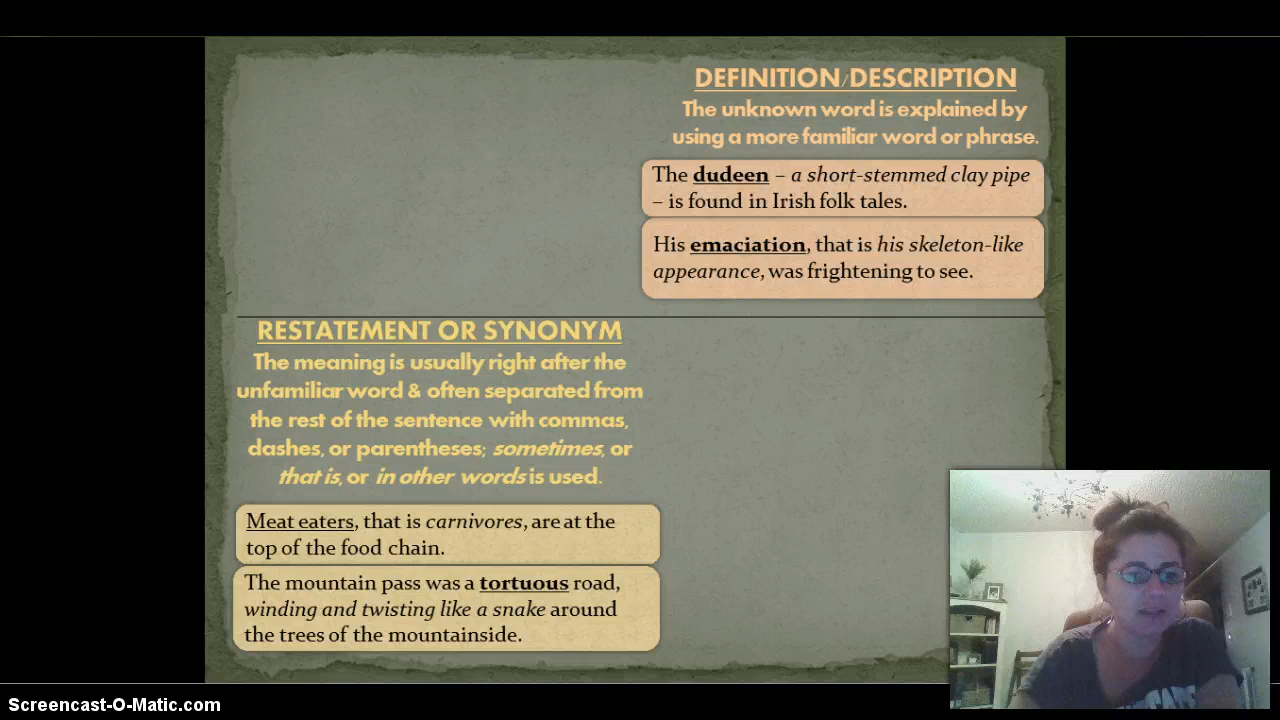 DEFINITION/DESCRIPTION
The unknown word is explained by
using a more familiar word or phrase.
The dudeen – a short-stemmed clay pipe
– is found in Irish folk tales.
His emaciation, that is his skeleton-like
appearance, was frightening to see.
RESTATEMENT OR SYNONYM
The meaning is usually right after the
unfamiliar word & often separated from
the rest of the sentence with commas,
dashes, or parentheses; sometimes, or
that is, or in other words is used.
Meat eaters, that is carnivores, are at the
top of the food chain.
The mountain pass was a tortuous road,
winding and twisting like a snake around
the trees of the mountainside.
Screencast-O-Matic.com